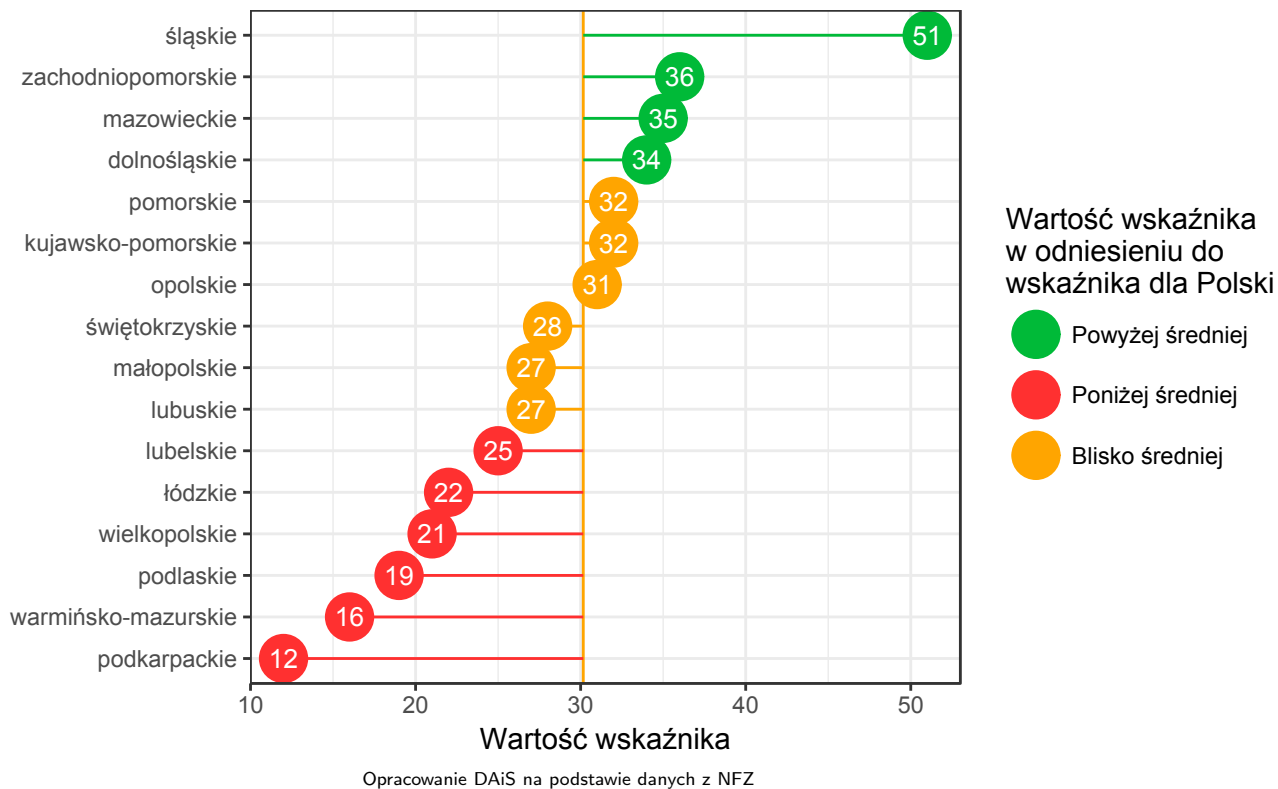 śląskie
51
zachodniopomorskie
36
mazowieckie
35
dolnośląskie
34
pomorskie
32
kujawsko-pomorskie
32
opolskie
31
świętokrzyskie
28
małopolskie
27
lubuskie
27
lubelskie
25
łódzkie
22
wielkopolskie
21
podlaskie
19
warmińsko-mazurskie
16
podkarpackie
12
10 20 30 40 50
Wartość wskaźnika
Opracowanie DAiS na podstawie danych z NFZ
Wartość wskaźnika
w odniesieniu do
wskaźnika dla Polski
Powyżej średniej
Poniżej średniej
Blisko średniej